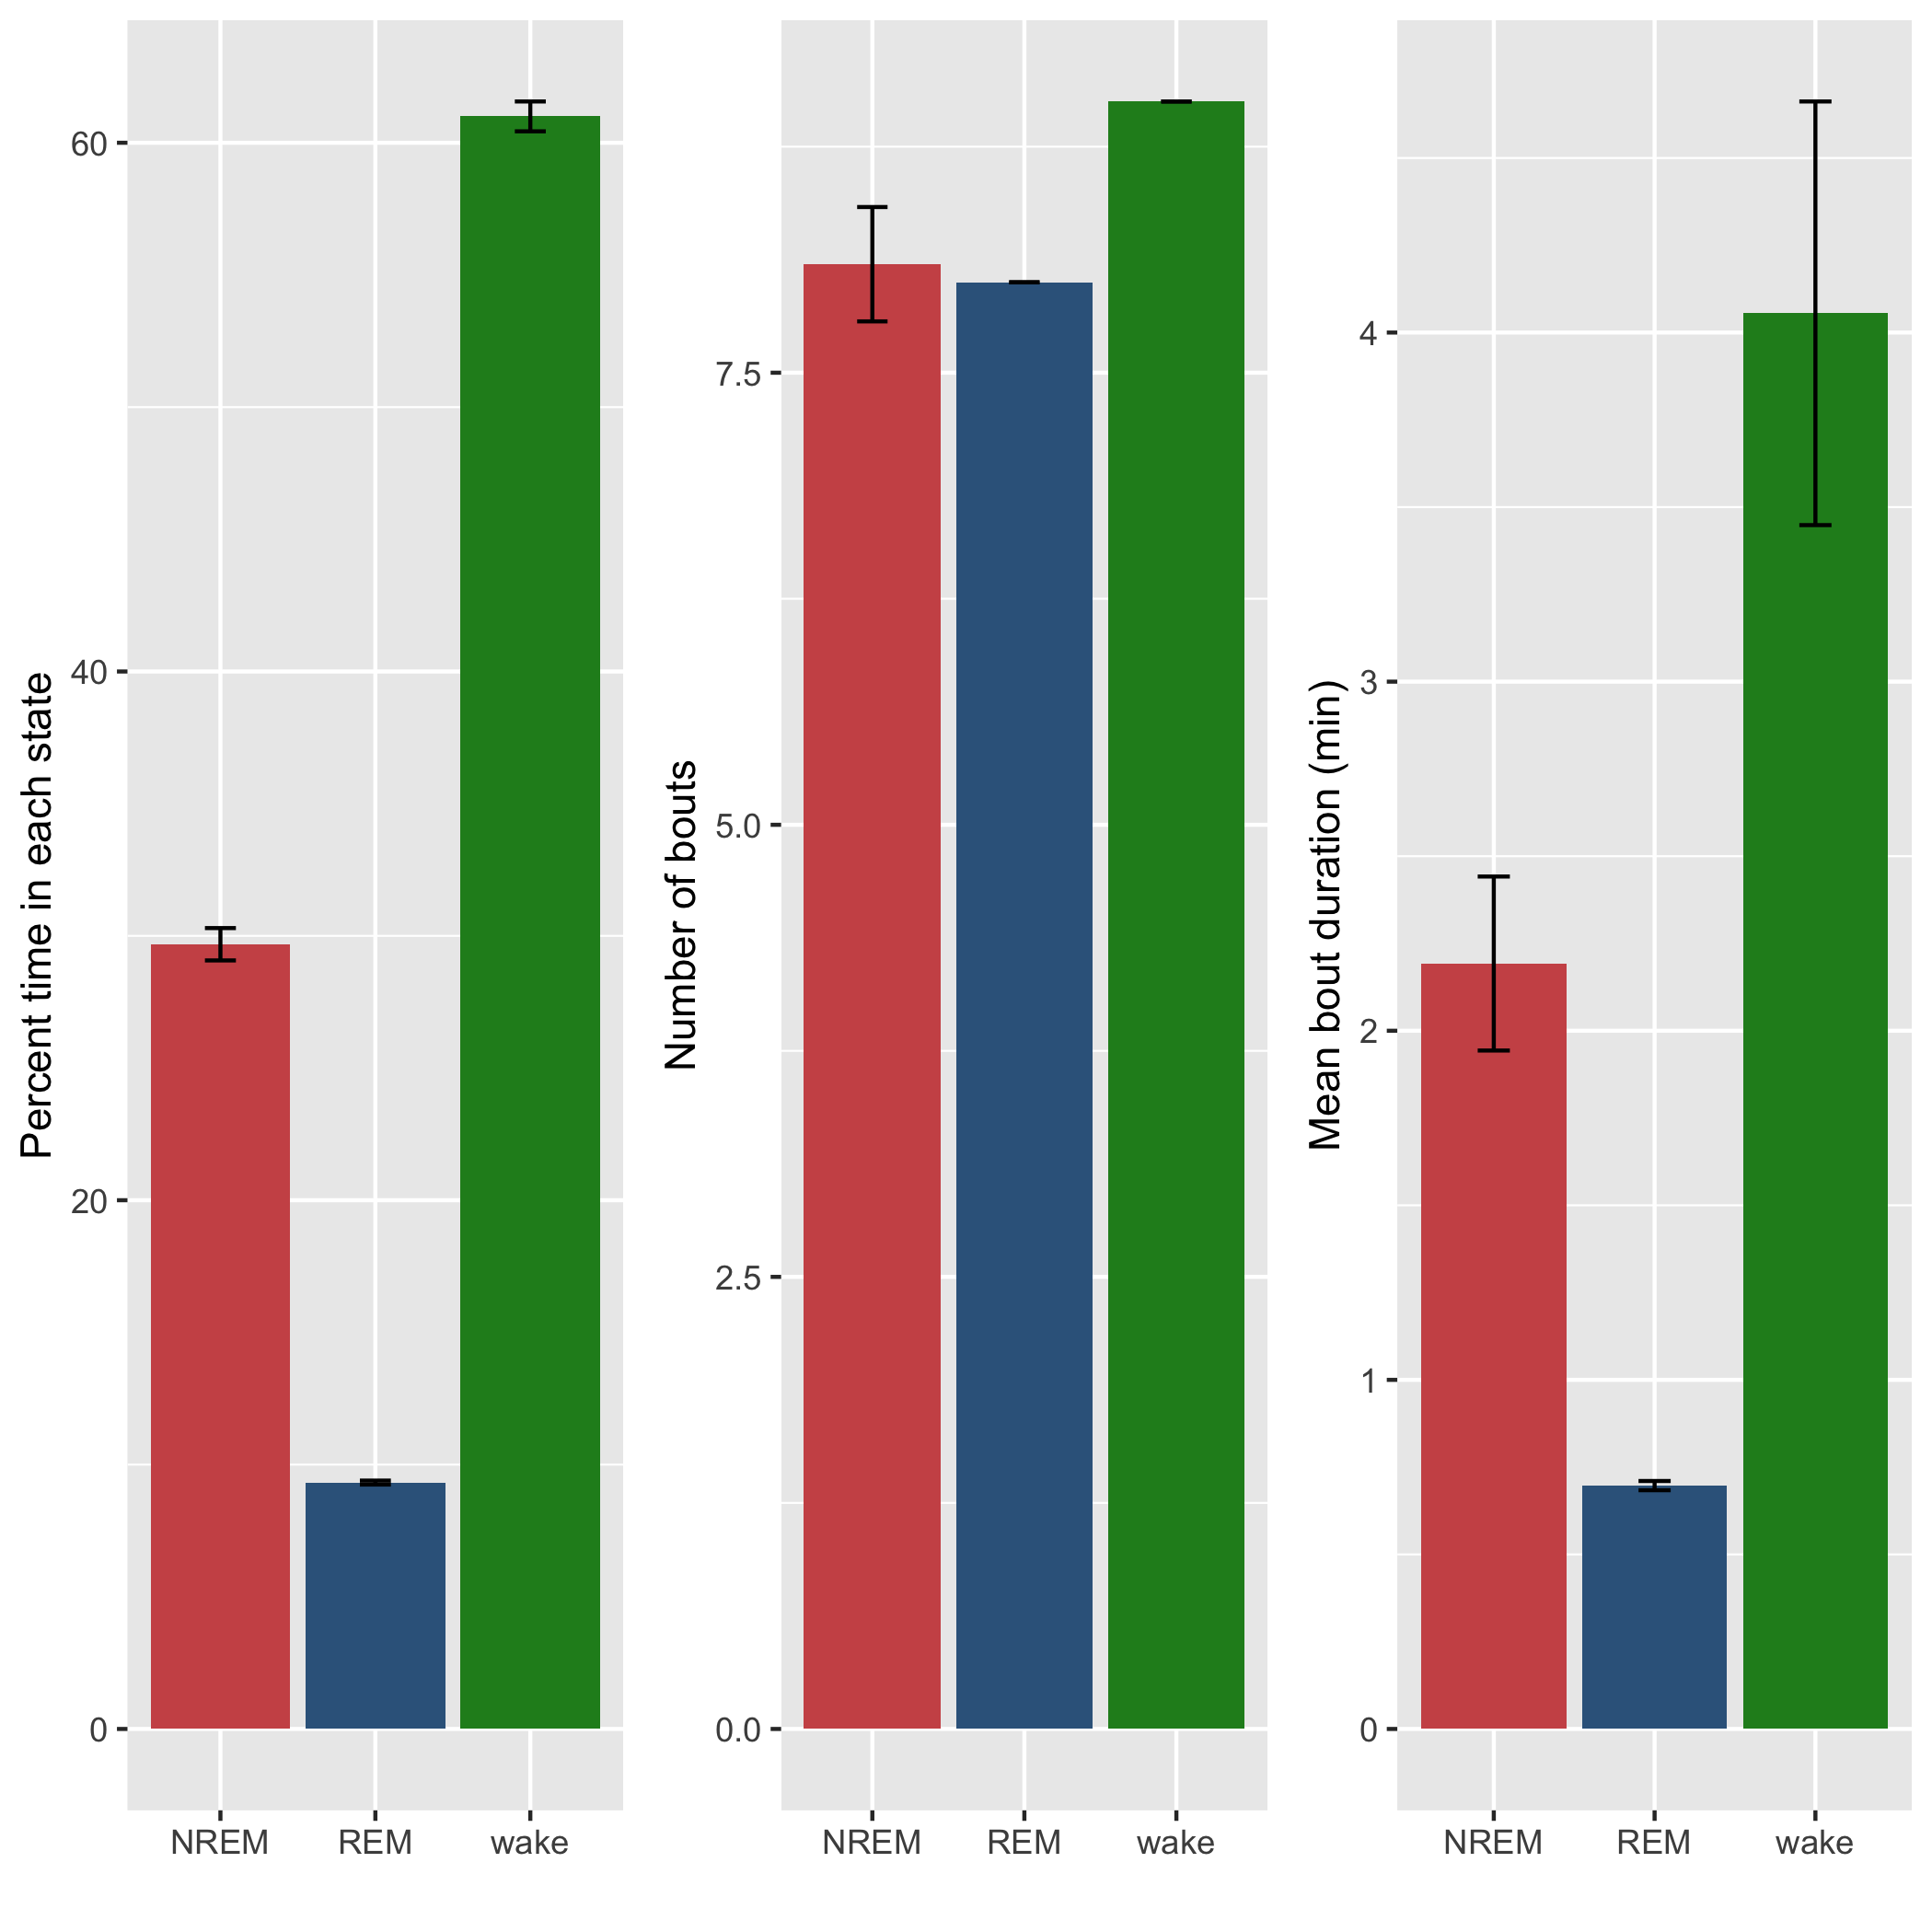 Percent time in each state
60
40
20
0
NREM REM wake
Number of bouts
7.5
5.0
2.5
0.0
NREM REM wake
Mean bout duration (min)
4
3
2
1
0
NREM REM wake